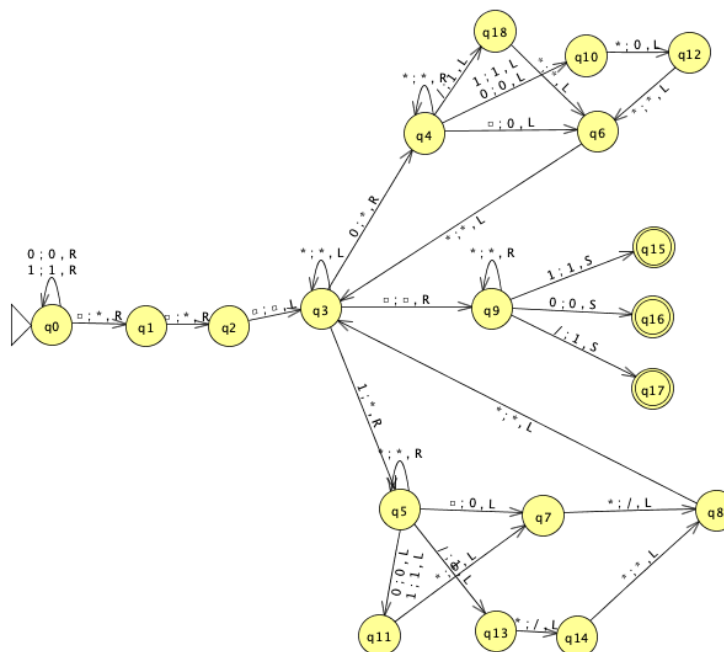 q18
q10
*;0,L
q12
*;*,R
/;1,L
1;1,L
0;0,L
*;*,L
*;*,L
q4
□;0,L
q6
0;*,R
*;*,L
0;0,R
1;1,R
*;*,L
*;*,R
q15
1;1,S
q0
□;*,R
q1
□;*,R
q2
□;□,L
q3
□;□,R
q9
0;0,S
q16
/;1,S
q17
1;*,R
*;*,L
*;*,R
q5
□;0,L
q7
*;/,L
q8
0;0,L
1;1,L
*;0,L
*;*,L
q11
q13
*;/,L
q14